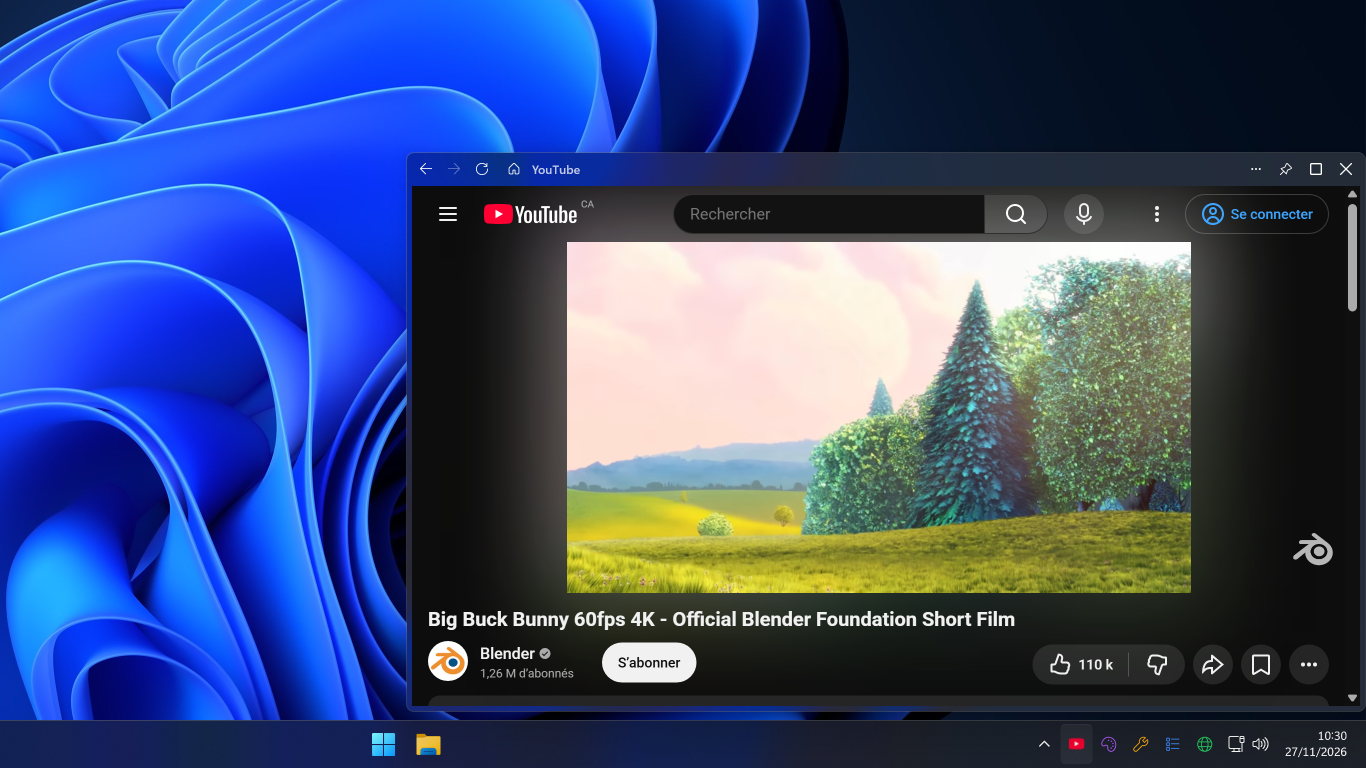 YouTube
YouTube CA
Rechercher
Se connecter
Big Buck Bunny 60fps 4K - Official Blender Foundation Short Film
Blender
1,26 M d'abonnés
S'abonner
110 k
10:30
27/11/2026